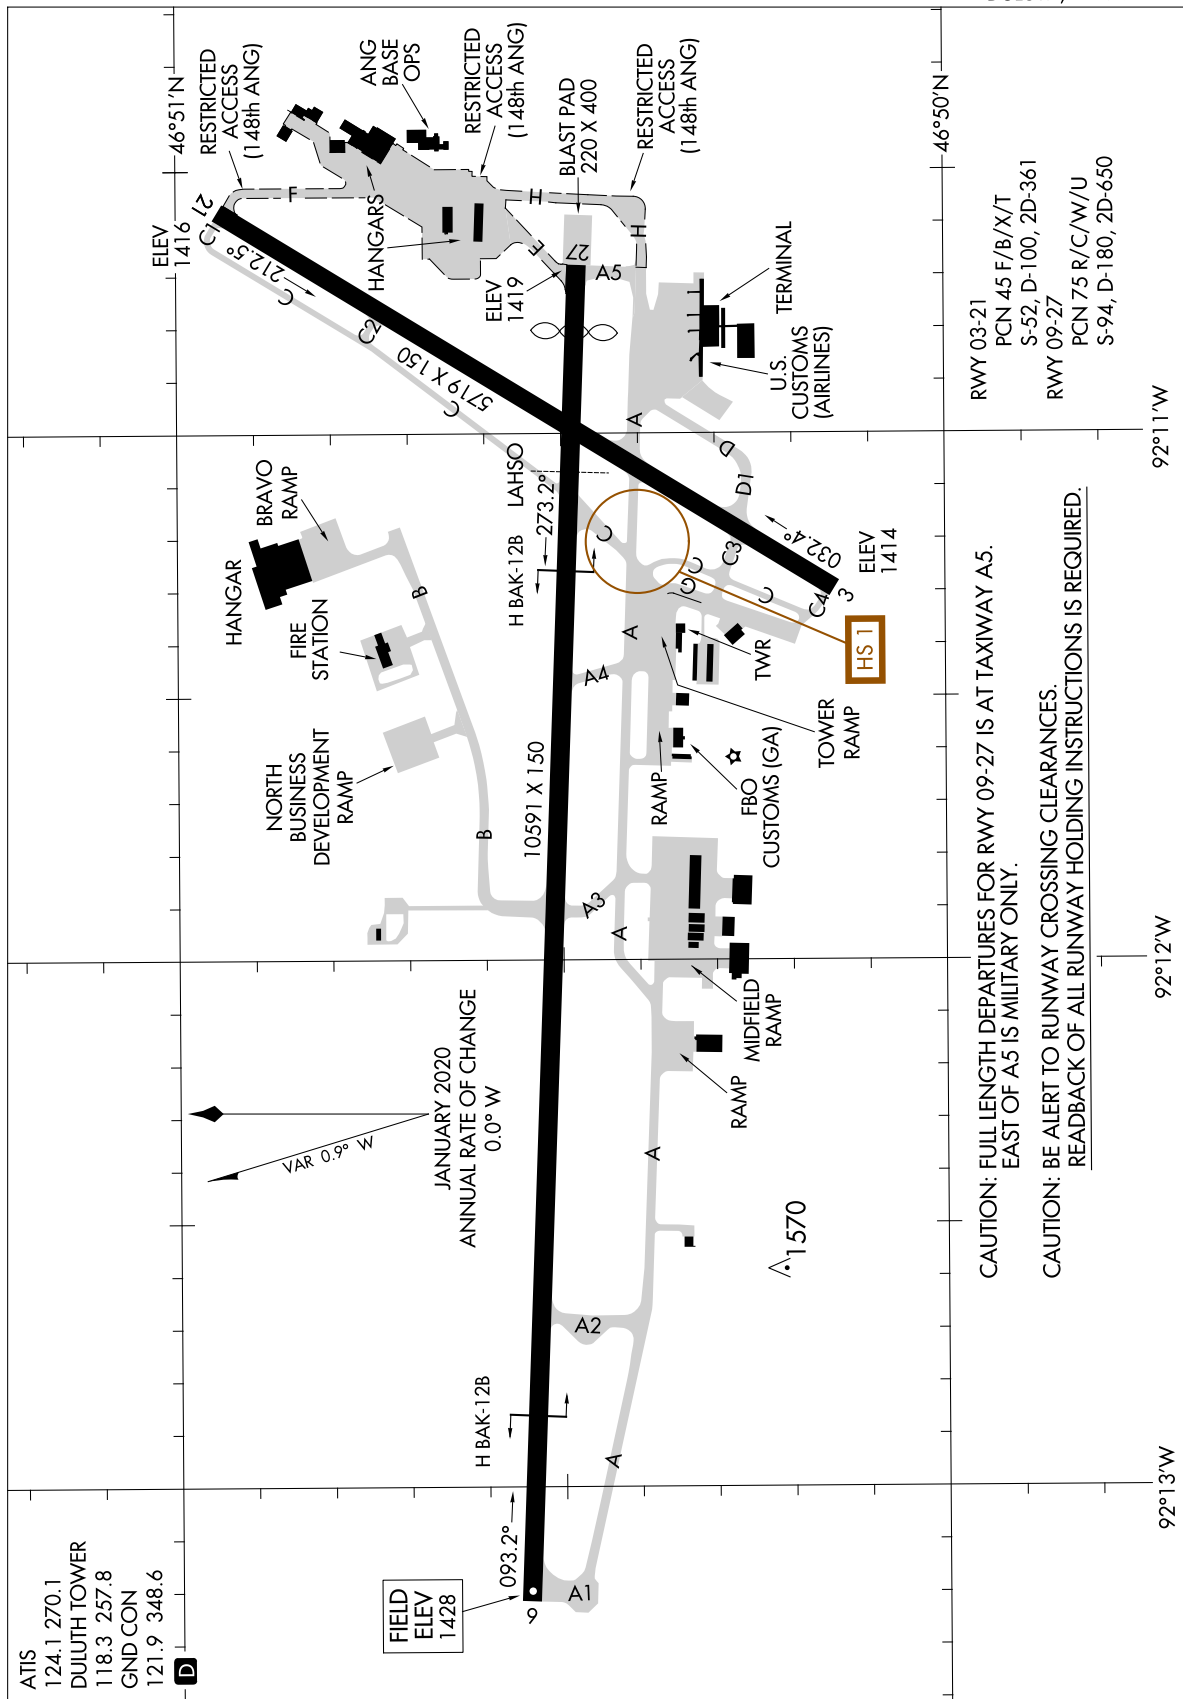 ATIS
124.1 270.1
DULUTH TOWER
118.3 257.8
GND CON
121.9 348.6
D
FIELD
ELEV
1428
9
093.2°
A1
A
H BAK-12B
A2
VAR 0.9° W
JANUARY 2020
ANNUAL RATE OF CHANGE
0.0° W
1570
A
RAMP
MIDFIELD
RAMP
A
A3
B
10591 X 150
NORTH
BUSINESS
DEVELOPMENT
RAMP
FIRE
STATION
HANGAR
BRAVO
RAMP
B
RAMP
FBO
CUSTOMS (GA)
TOWER
RAMP
TWR
A4
A
H BAK-12B
273.2°
LAHSO
C
G
C
C
C3
C4
3
032.4°
ELEV
1414
HS 1
D1
D
A
C
5719 X 150
C2
C
212.5°
C1
21
ELEV
1416
RESTRICTED
ACCESS
(148th ANG)
F
HANGARS
ANG
BASE
OPS
RESTRICTED
ACCESS
(148th ANG)
ELEV
1419
E
H
27
BLAST PAD
220 X 400
RESTRICTED
ACCESS
(148th ANG)
H
A5
U.S.
CUSTOMS
(AIRLINES)
TERMINAL
RWY 03-21
PCN 45 F/B/X/T
S-52, D-100, 2D-361
RWY 09-27
PCN 75 R/C/W/U
S-94, D-180, 2D-650
CAUTION: FULL LENGTH DEPARTURES FOR RWY 09-27 IS AT TAXIWAY A5.
EAST OF A5 IS MILITARY ONLY.
CAUTION: BE ALERT TO RUNWAY CROSSING CLEARANCES.
READBACK OF ALL RUNWAY HOLDING INSTRUCTIONS IS REQUIRED.
46°51'N
46°50'N
92°13'W
92°12'W
92°11'W